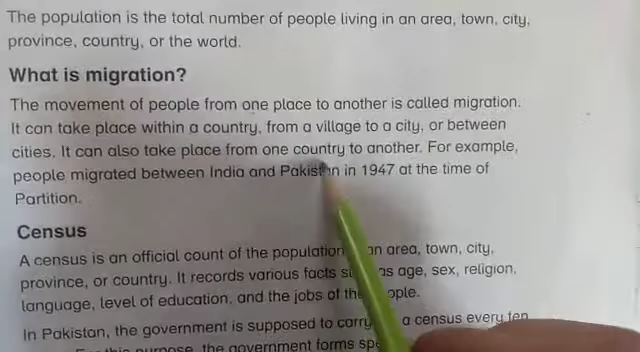 The population is the total number of people living in an area, town, city,
province, country, or the world.
What is migration?
The movement of people from one place to another is called migration.
It can take place within a country, from a village to a city, or between
cities. It can also take place from one country to another. For example,
people migrated between India and Pakistan in 1947 at the time of
Partition.
Census
A census is an official count of the population an area, town, city,
province, or country. It records various facts as age, sex, religion,
language, level of education, and the jobs of the
In Pakistan, the government is supposed to carry a census every ten
purpose, the government forms